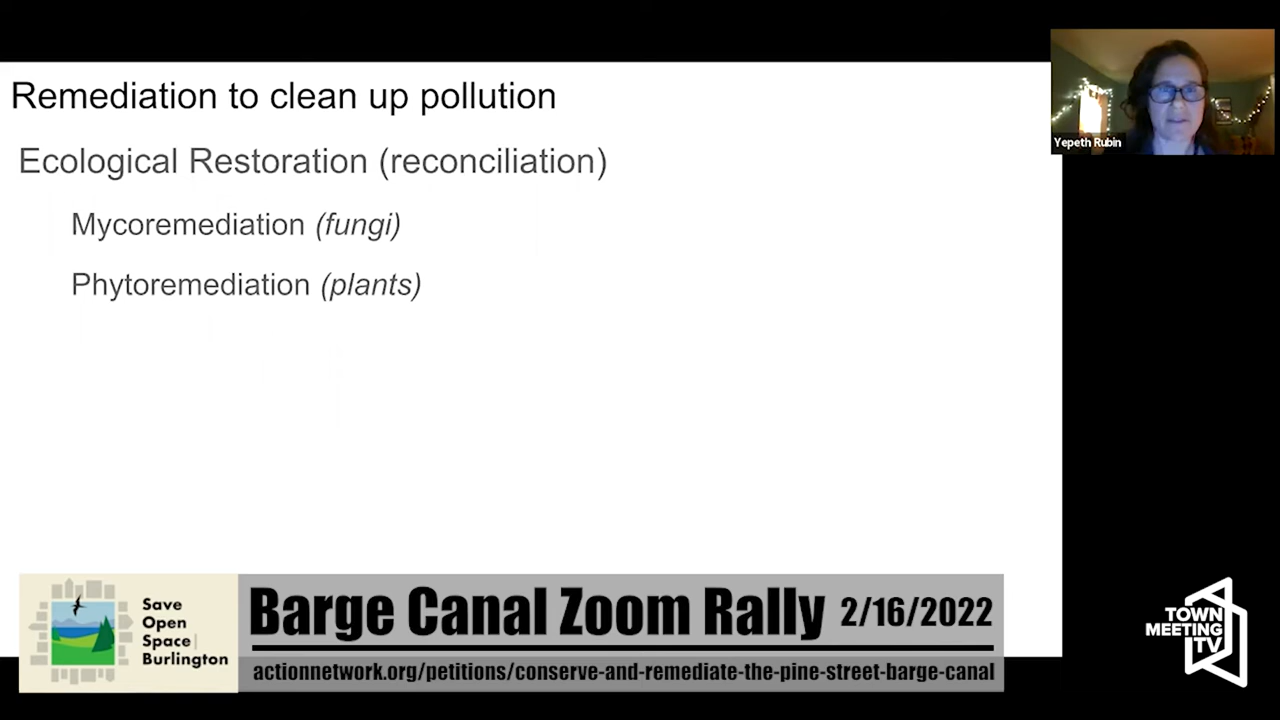 Remediation to clean up pollution
Ecological Restoration (reconciliation)
Mycoremediation (fungi)
Phytoremediation (plants)
Yepeth Rubin
Save
Open
Space
Burlington
Barge Canal Zoom Rally 2/16/2022
actionnetwork.org/petitions/conserve-and-remediate-the-pine-street-barge-canal
TOWN
MEETING
TV